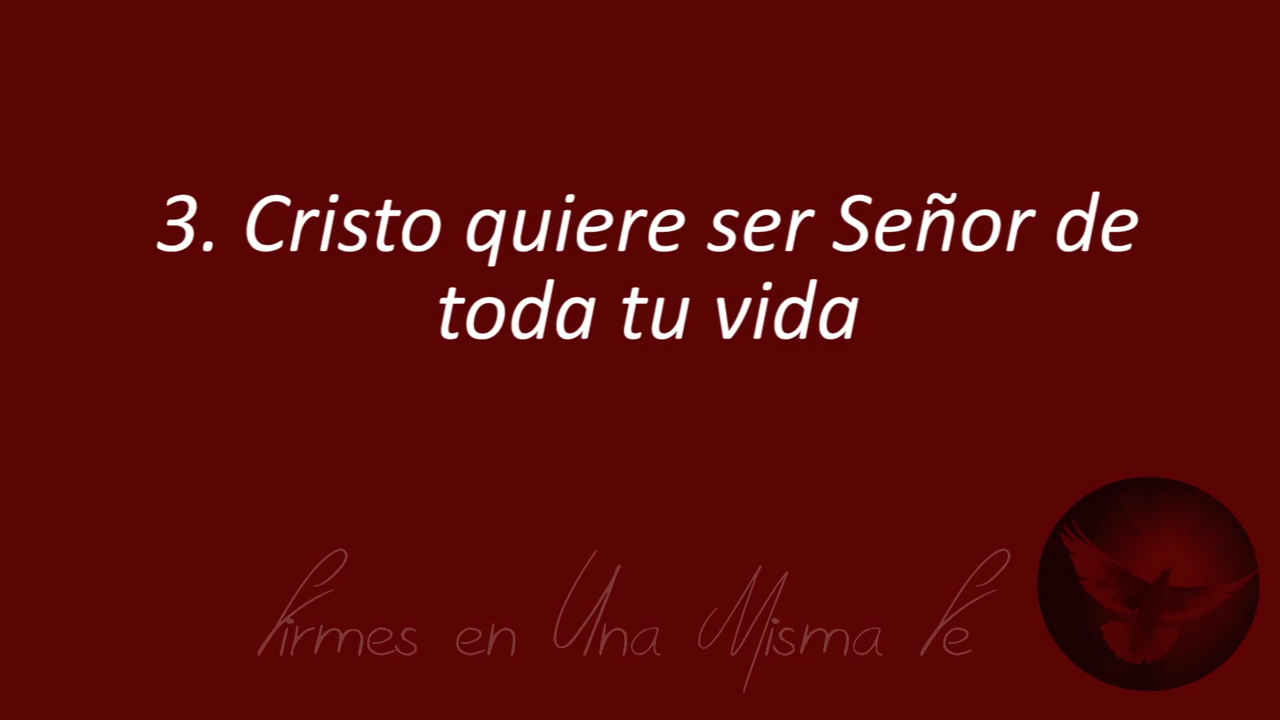 3. Cristo quiere ser Señor de
toda tu vida
Firmes en Una Misma Fe